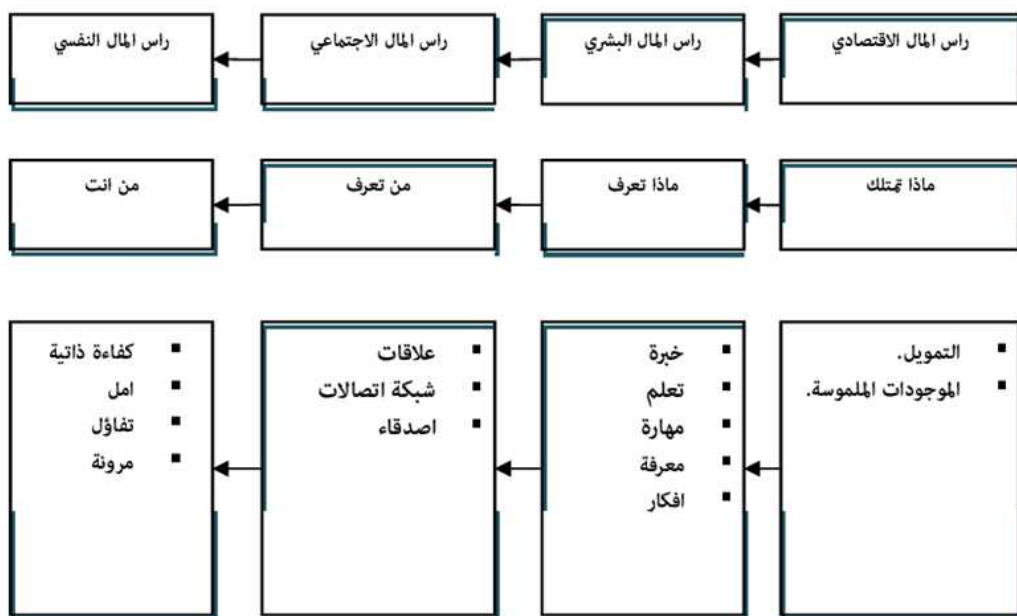 راس المال الاقتصادي
راس المال البشري
راس المال الاجتماعي
راس المال النفسي
ماذا تمتلك
ماذا تعرف
من تعرف
من انت
▪ التمويل.
▪ الموجودات الملموسة.
▪ خبرة
▪ تعلم
▪ مهارة
▪ معرفة
▪ افكار
▪ علاقات
▪ شبكة اتصالات
▪ اصدقاء
▪ كفاءة ذاتية
▪ امل
▪ تفاؤل
▪ مرونة